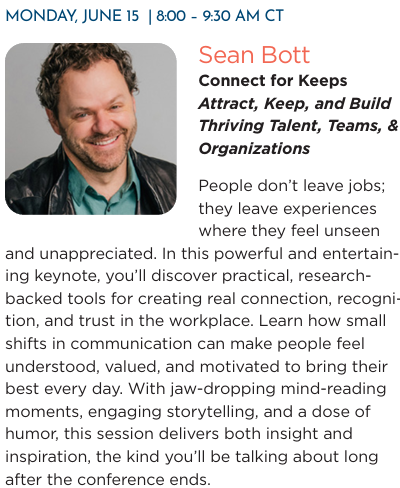 MONDAY, JUNE 15 | 8:00 – 9:30 AM CT
Sean Bott
Connect for Keeps
Attract, Keep, and Build
Thriving Talent, Teams, &
Organizations
People don’t leave jobs;
they leave experiences
where they feel unseen
and unappreciated. In this powerful and entertain-
ing keynote, you’ll discover practical, research-
backed tools for creating real connection, recogni-
tion, and trust in the workplace. Learn how small
shifts in communication can make people feel
understood, valued, and motivated to bring their
best every day. With jaw-dropping mind-reading
moments, engaging storytelling, and a dose of
humor, this session delivers both insight and
inspiration, the kind you’ll be talking about long
after the conference ends.